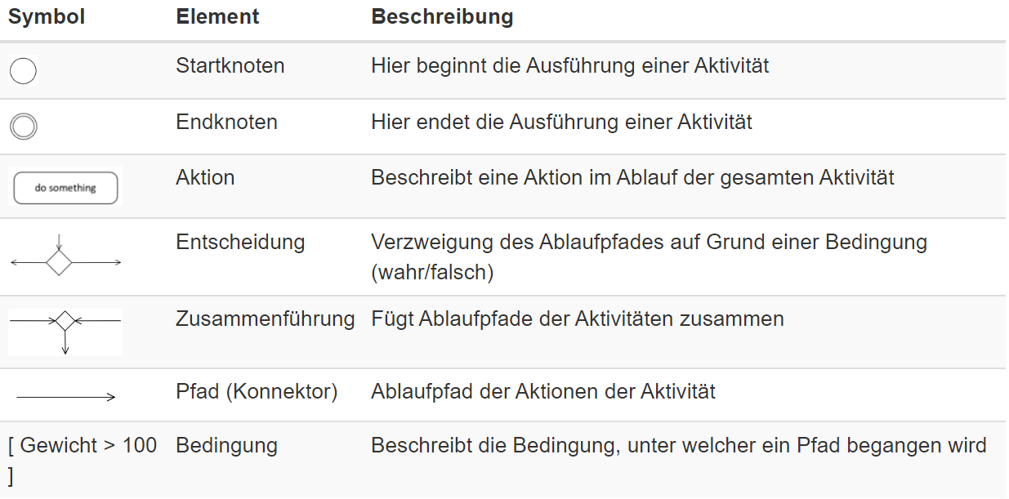 Symbol Element Beschreibung
Startknoten Hier beginnt die Ausführung einer Aktivität
Endknoten Hier endet die Ausführung einer Aktivität
do something Aktion Beschreibt eine Aktion im Ablauf der gesamten Aktivität
Entscheidung Verzweigung des Ablaufpfades auf Grund einer Bedingung
(wahr/falsch)
Zusammenführung Fügt Ablaufpfade der Aktivitäten zusammen
Pfad (Konnektor) Ablaufpfad der Aktionen der Aktivität
[ Gewicht > 100 Bedingung Beschreibt die Bedingung, unter welcher ein Pfad begangen wird
]